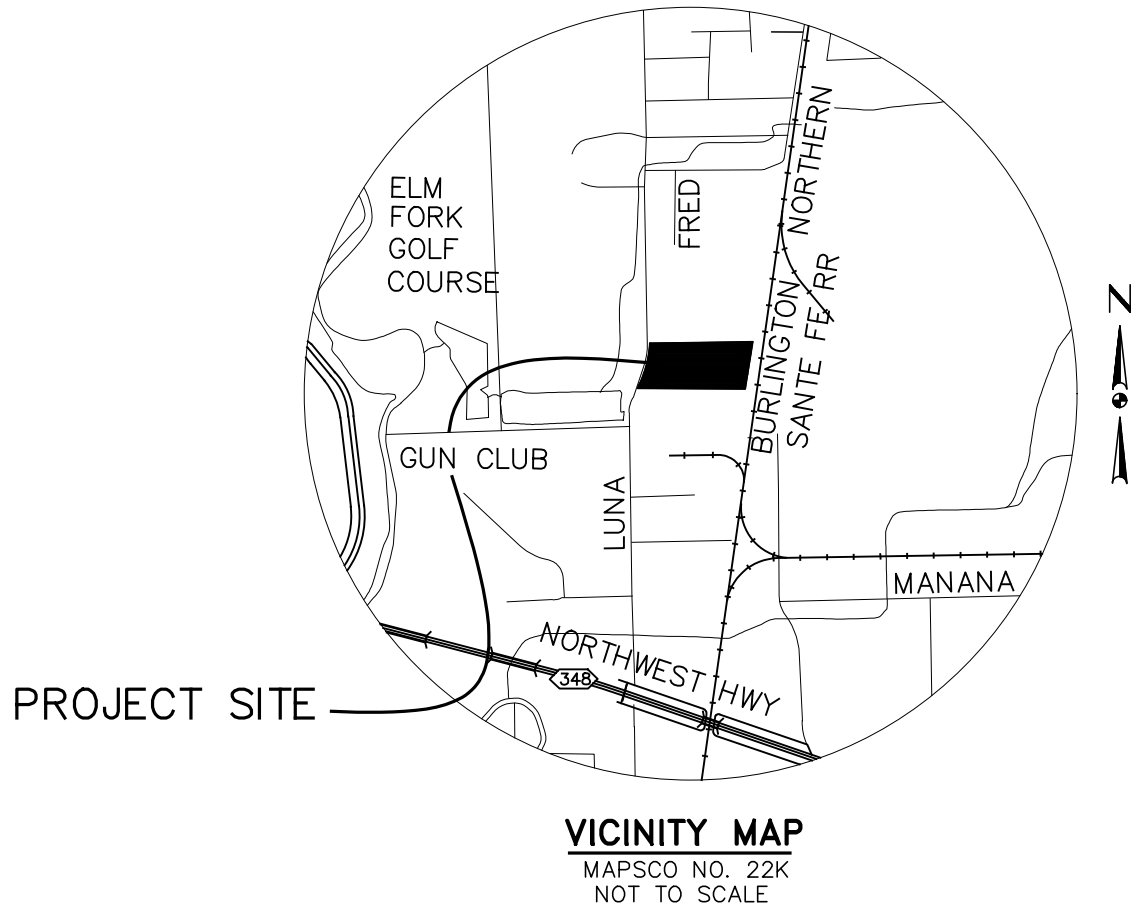 N
ELM
FORK
GOLF
COURSE
FRED
BURLINGTON NORTHERN
SANTE FE RR
GUN CLUB
LUNA
MANANA
NORTHWEST HWY
348
PROJECT SITE
VICINITY MAP
MAPSCO NO. 22K
NOT TO SCALE